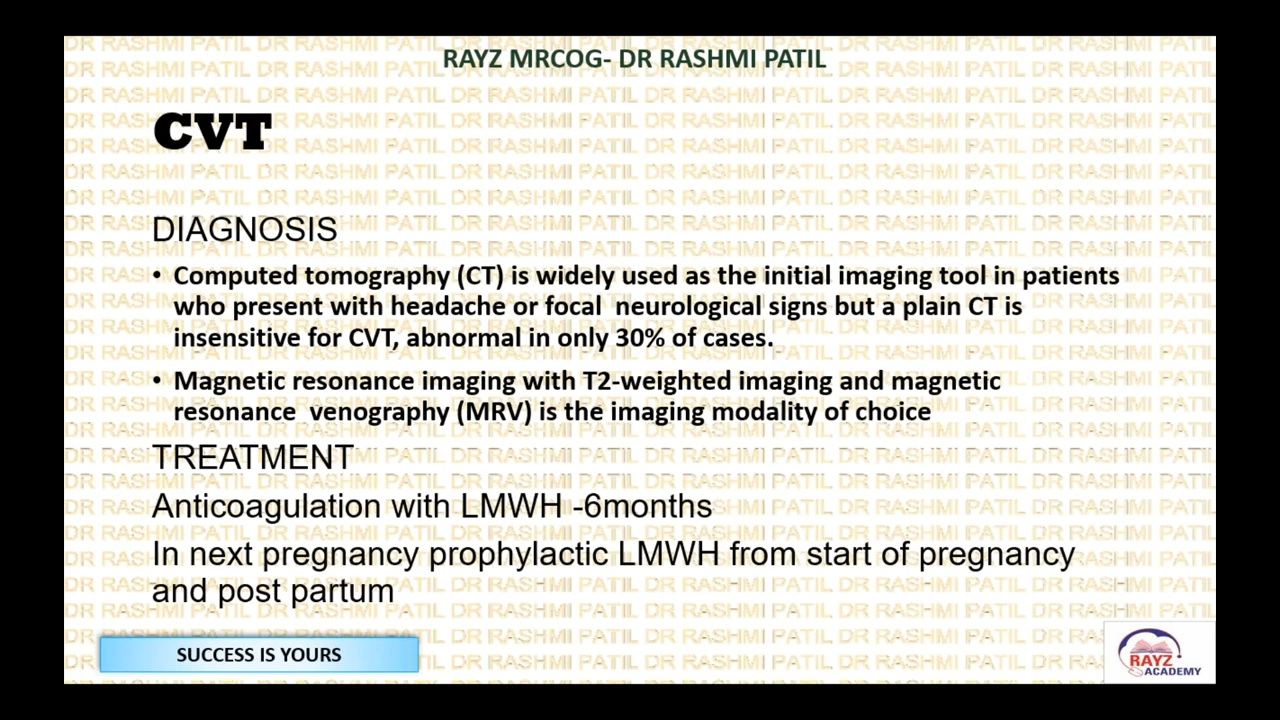 RAYZ MRCOG- DR RASHMI PATIL
CVT
DIAGNOSIS
• Computed tomography (CT) is widely used as the initial imaging tool in patients
who present with headache or focal neurological signs but a plain CT is
insensitive for CVT, abnormal in only 30% of cases.
• Magnetic resonance imaging with T2-weighted imaging and magnetic
resonance venography (MRV) is the imaging modality of choice
TREATMENT
Anticoagulation with LMWH -6months
In next pregnancy prophylactic LMWH from start of pregnancy
and post partum
SUCCESS IS YOURS
RAYZ
ACADEMY